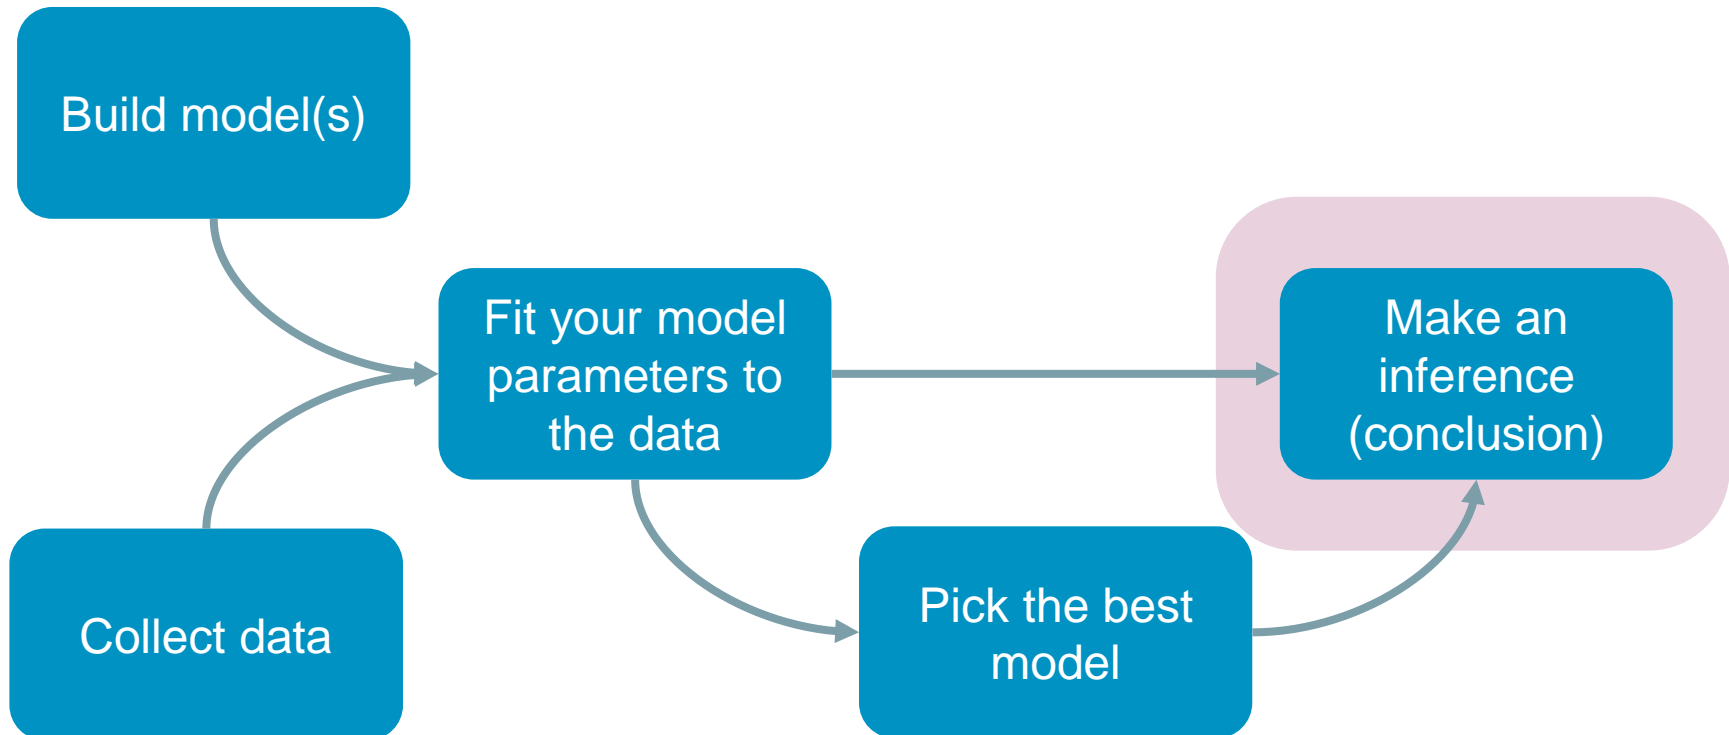 Build model(s)
Fit your model
parameters to
the data
Make an
inference
(conclusion)
Collect data
Pick the best
model